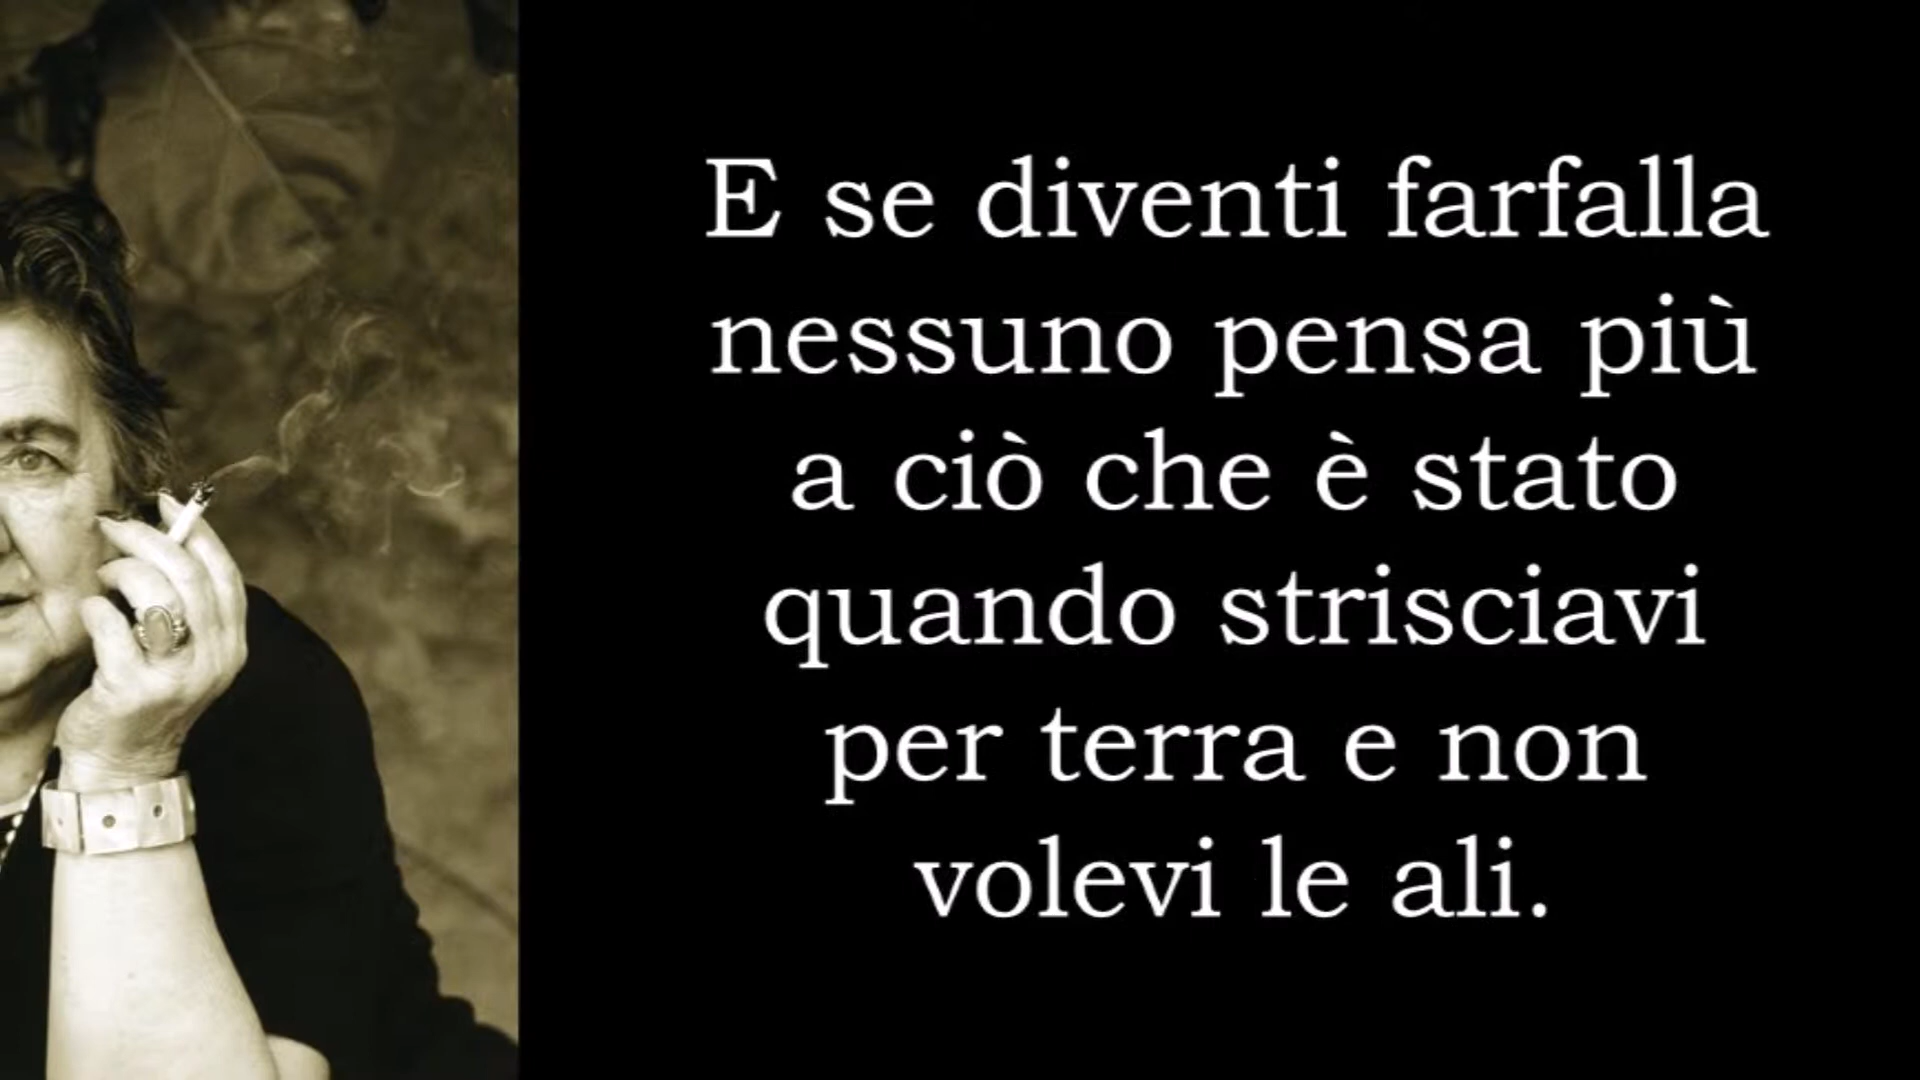 E se diventi farfalla
nessuno pensa più
a ciò che è stato
quando strisciavi
per terra e non
volevi le ali.